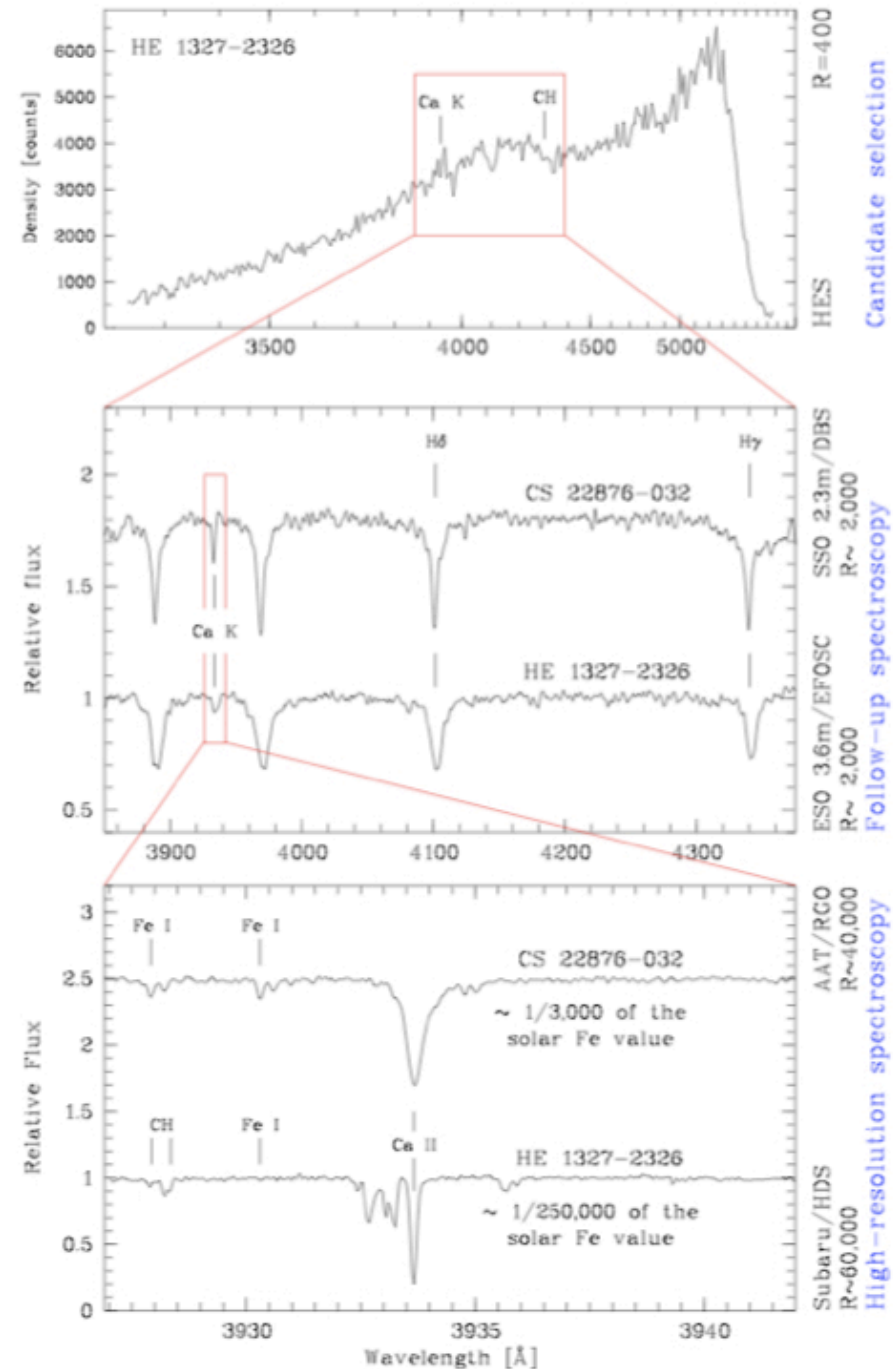 HE 1327-2326
Ca K
CH
6000
5000
4000
3000
2000
1000
0
Density [counts]
3500
4000
4500
5000
HES
R=400
Candidate selection
Hδ
Hγ
CS 22876-032
2
1.5
Ca K
HE 1327-2326
1
0.5
Relative flux
3900
4000
4100
4200
4300
SSO 2.3m/DBS
R~ 2,000
ESO 3.6m/EFOSC
R~ 2,000
Follow-up spectroscopy
3
Fe I
Fe I
CS 22876-032
2.5
~ 1/3,000 of the
solar Fe value
2
1.5
CH
Fe I
Ca II
HE 1327-2326
1
~ 1/250,000 of the
solar Fe value
0.5
0
Relative Flux
3930
3935
3940
Wavelength [Å]
AAT/RGO
R~40,000
Subaru/HDS
R~60,000
High-resolution spectroscopy